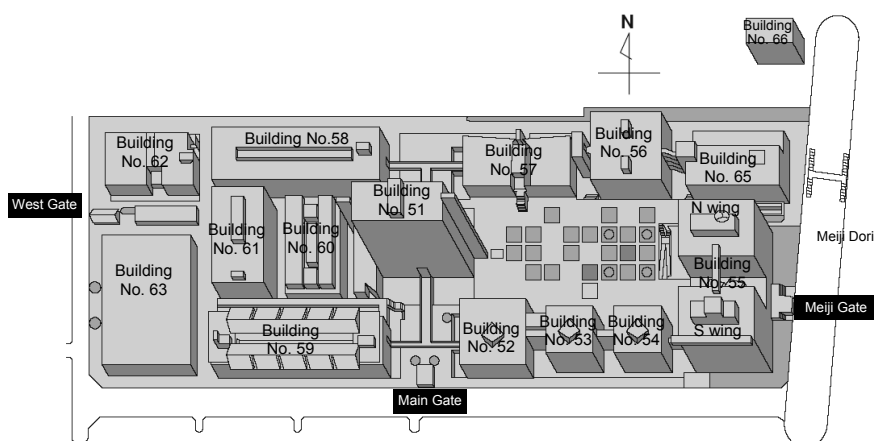 Building
No. 66
N
Building No.58
Building
No. 62
Building
No. 57
Building
No. 56
Building
No. 65
Building
No. 51
West Gate
Building
No. 61
Building
No. 60
N wing
Meiji Dori
Building
No. 63
Building
No. 55
Meiji Gate
S wing
Building
No. 59
Building
No. 52
Building
No. 53
Building
No. 54
Main Gate